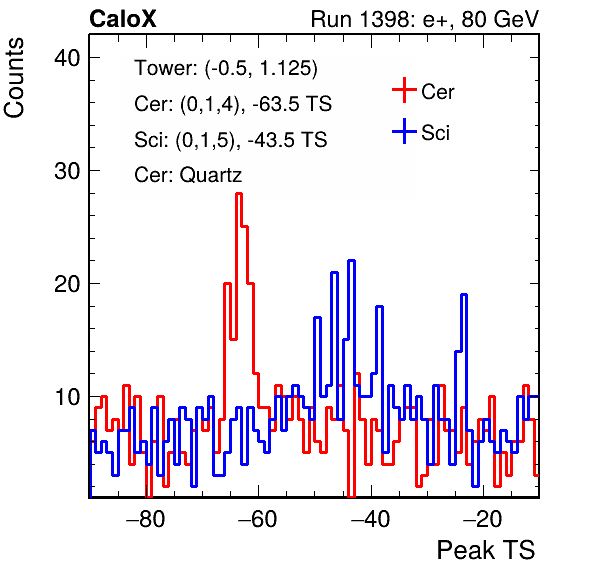 CaloX Run 1398: e+, 80 GeV
Counts
40
30
20
10
Tower: (-0.5, 1.125)
Cer: (0,1,4), -63.5 TS
Sci: (0,1,5), -43.5 TS
Cer: Quartz
Cer
Sci
−80 −60 −40 −20
Peak TS